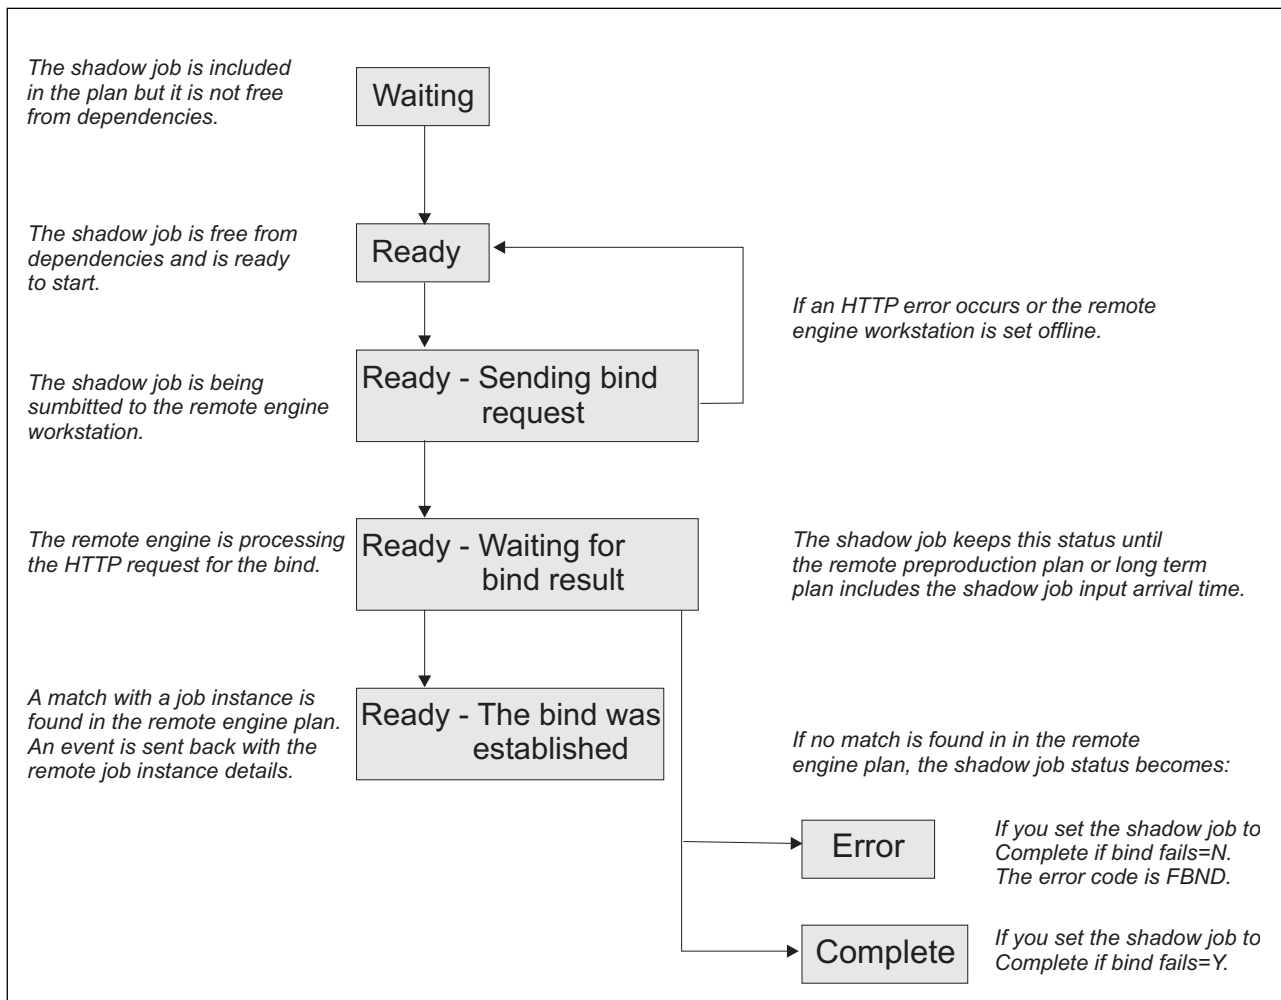 The shadow job is included
in the plan but it is not free
from dependencies.
Waiting
The shadow job is free from
dependencies and is ready
to start.
Ready
If an HTTP error occurs or the remote
engine workstation is set offline.
The shadow job is being
sumbitted to the remote engine
workstation.
Ready - Sending bind
request
The remote engine is processing
the HTTP request for the bind.
Ready - Waiting for
bind result
The shadow job keeps this status until
the remote preproduction plan or long term
plan includes the shadow job input arrival time.
A match with a job instance is
found in the remote engine plan.
An event is sent back with the
remote job instance details.
Ready - The bind was
established
If no match is found in in the remote
engine plan, the shadow job status becomes:
Error
If you set the shadow job to
Complete if bind fails=N.
The error code is FBND.
Complete
If you set the shadow job to
Complete if bind fails=Y.